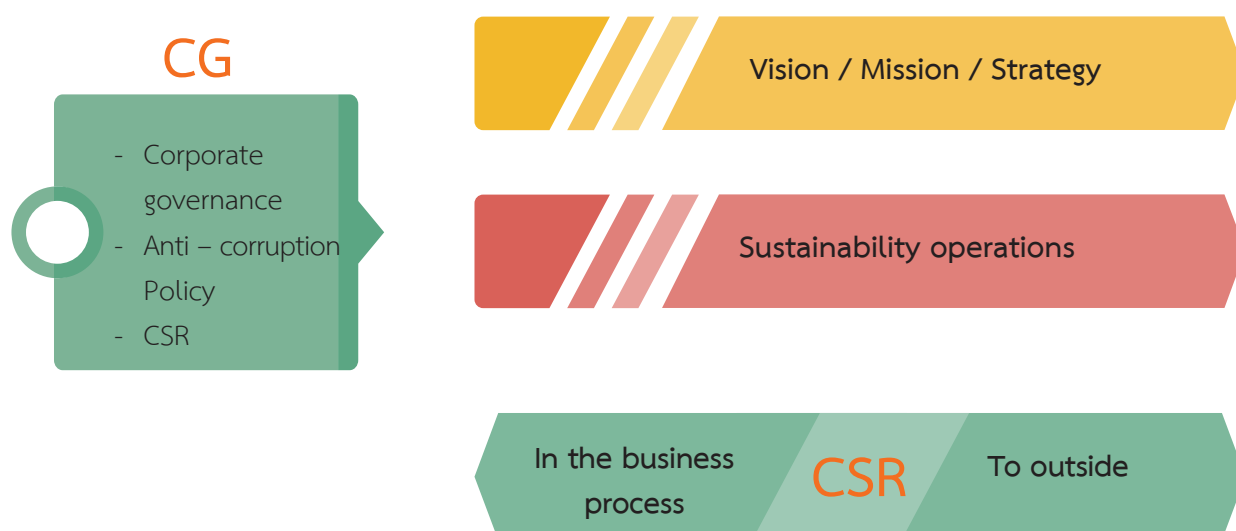 CG
- Corporate
governance
- Anti – corruption
Policy
- CSR
Vision / Mission / Strategy
Sustainability operations
In the business
process
CSR
To outside